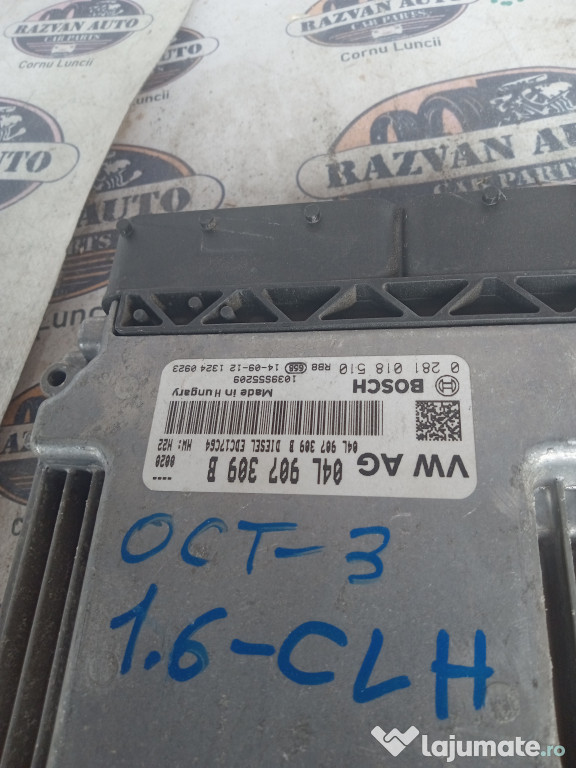 RAZVAN AUTO
CAR PARTS
Cornu Luncii
RAZVAN AUTO
CAR PARTS
AUTO
PARTS
Luncii
VW AG
04L 907 309 B
0020
04L 907 309 B DIESEL EDC17C64 HW: H22
BOSCH
Made in Hungary
1039S55209
0 281 018 510 RB8 658 14-09-12 1324 0923
OCT-3
1.6-CLH
lajumate.ro